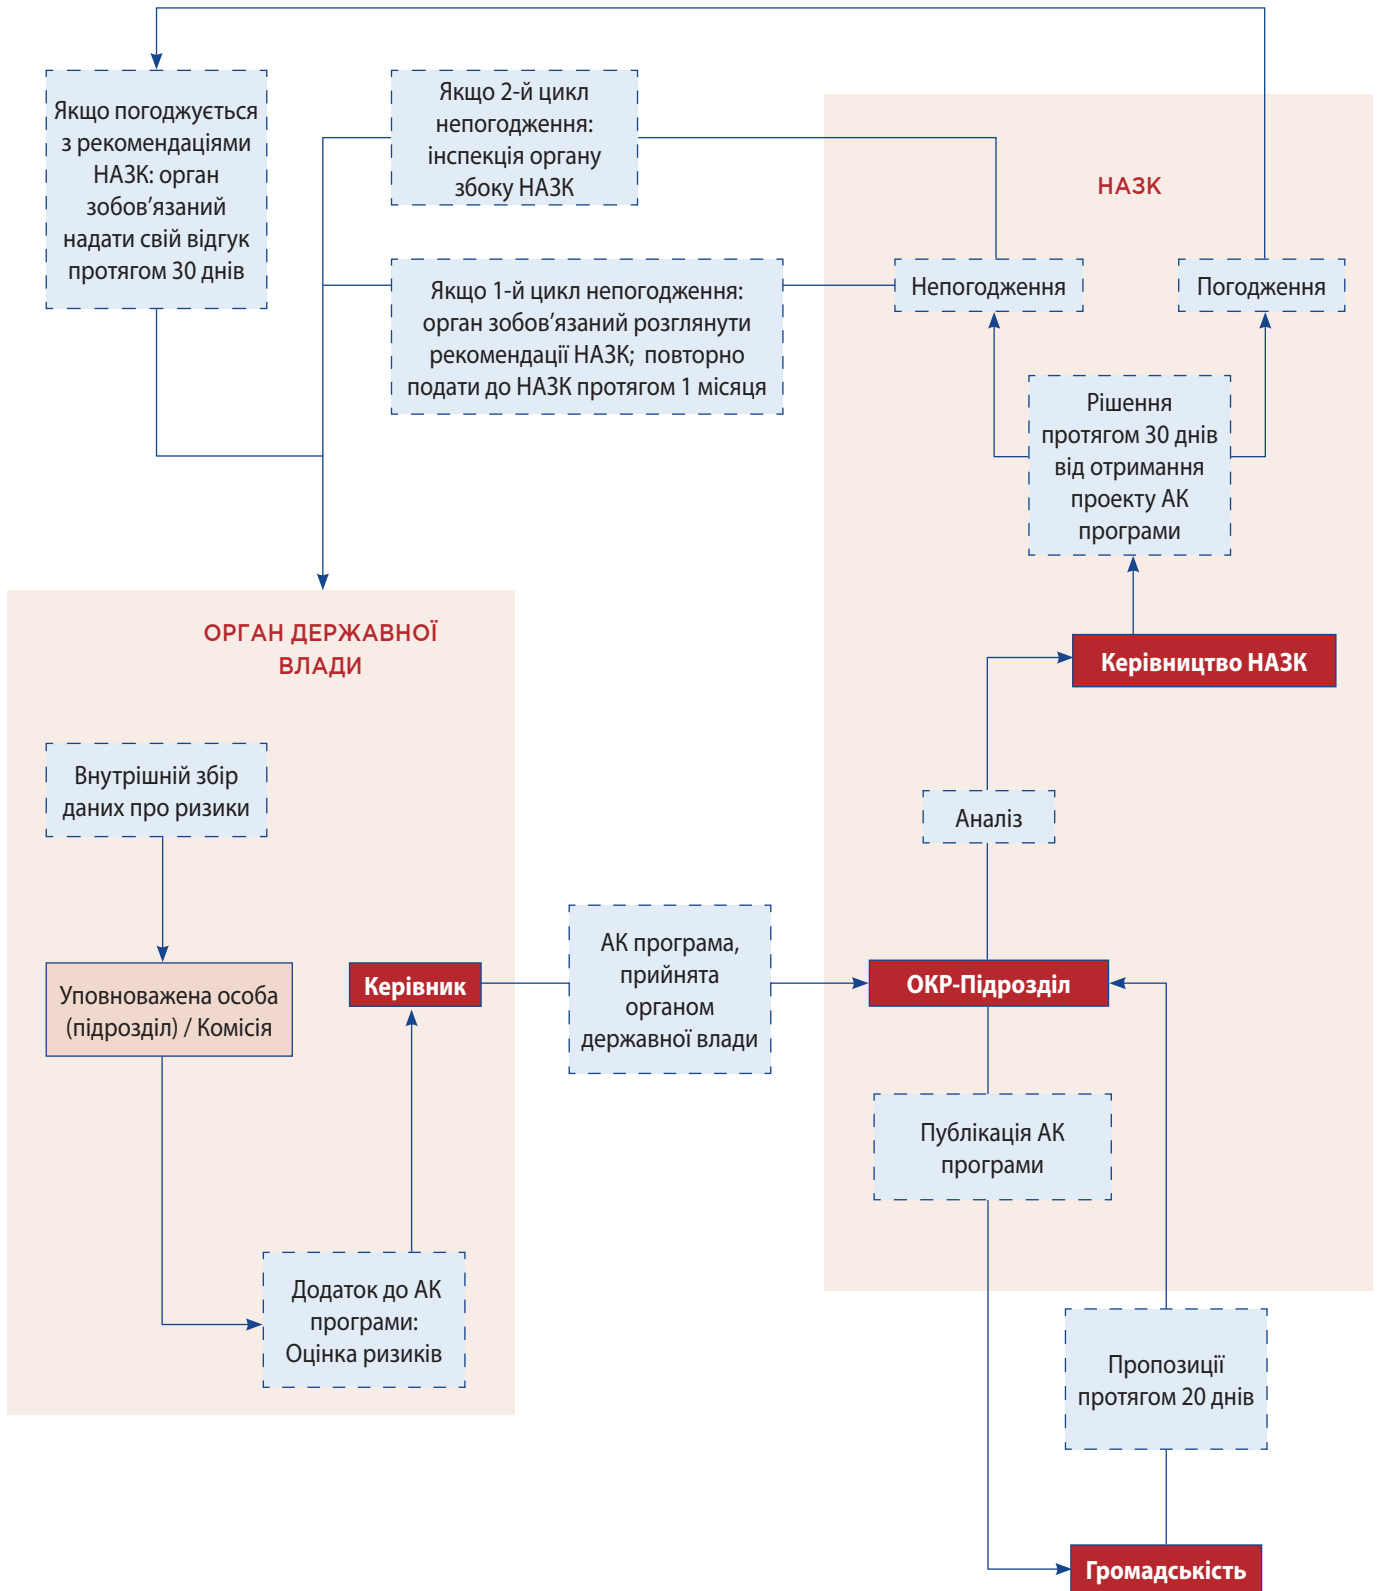 Якщо погоджується
з рекомендаціями
НАЗК: орган
зобов’язаний
надати свій відгук
протягом 30 днів
Якщо 2-й цикл
непогодження:
інспекція органу
збоку НАЗК
НАЗК
Якщо 1-й цикл непогодження:
орган зобов’язаний розглянути
рекомендації НАЗК; повторно
подати до НАЗК протягом 1 місяця
Непогодження
Погодження
Рішення
протягом 30 днів
від отримання
проекту АК
програми
ОРГАН ДЕРЖАВНОЇ
ВЛАДИ
Керівництво НАЗК
Внутрішній збір
даних про ризики
Аналіз
Уповноважена особа
(підрозділ) / Комісія
Керівник
АК програма,
прийнята
органом
державної влади
ОКР-Підрозділ
Публікація АК
програми
Додаток до АК
програми:
Оцінка ризиків
Пропозиції
протягом 20 днів
Громадськість